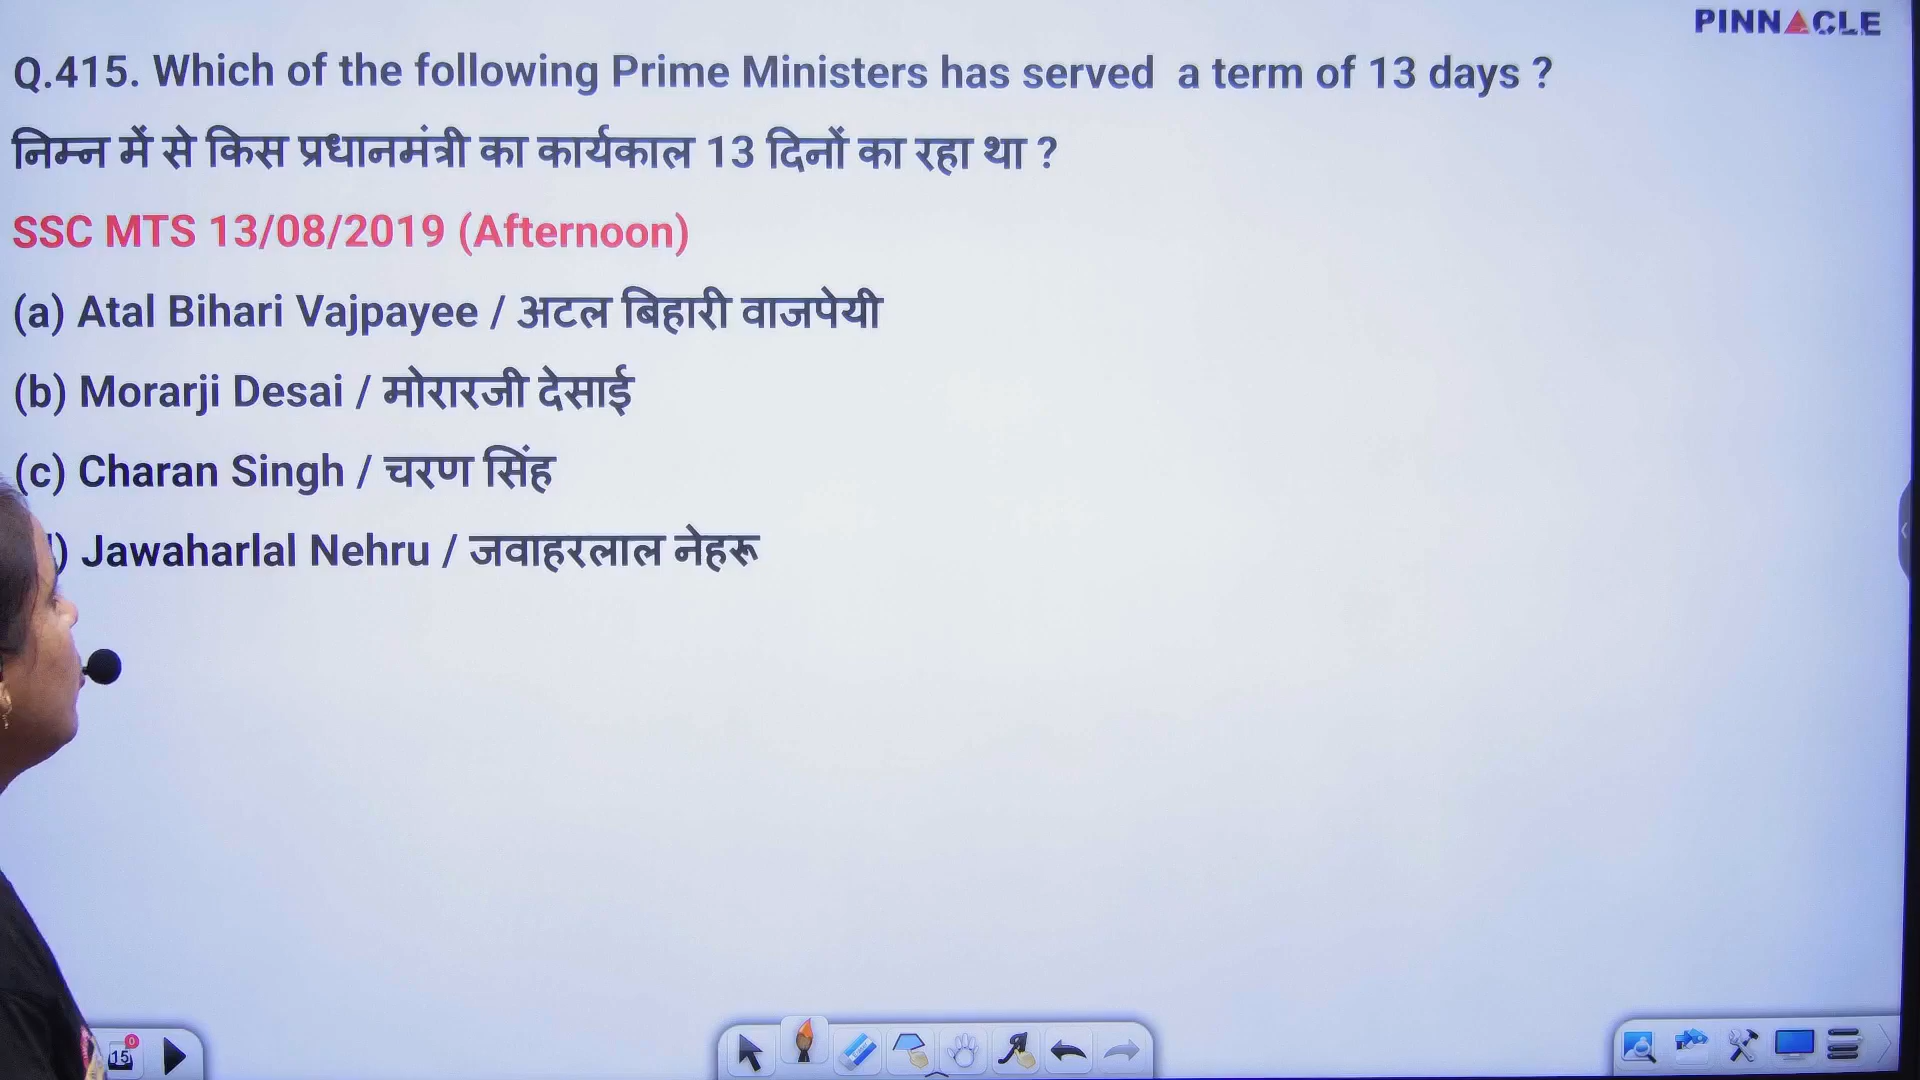 PINNACLE
Q.415. Which of the following Prime Ministers has served a term of 13 days ?
निम्न में से किस प्रधानमंत्री का कार्यकाल 13 दिनों का रहा था ?
SSC MTS 13/08/2019 (Afternoon)
(a) Atal Bihari Vajpayee / अटल बिहारी वाजपेयी
(b) Morarji Desai / मोरारजी देसाई
(c) Charan Singh / चरण सिंह
) Jawaharlal Nehru / जवाहरलाल नेहरू
0
15